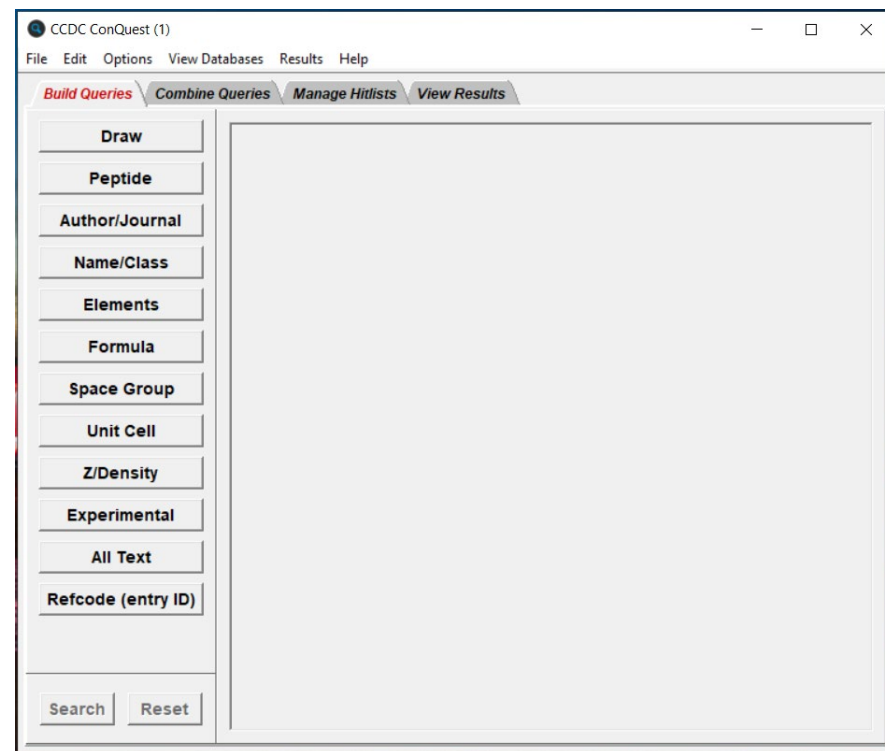 CCDC ConQuest (1)
File Edit Options View Databases Results Help
Build Queries Combine Queries Manage Hitlists View Results
Draw
Peptide
Author/Journal
Name/Class
Elements
Formula
Space Group
Unit Cell
Z/Density
Experimental
All Text
Refcode (entry ID)
Search Reset